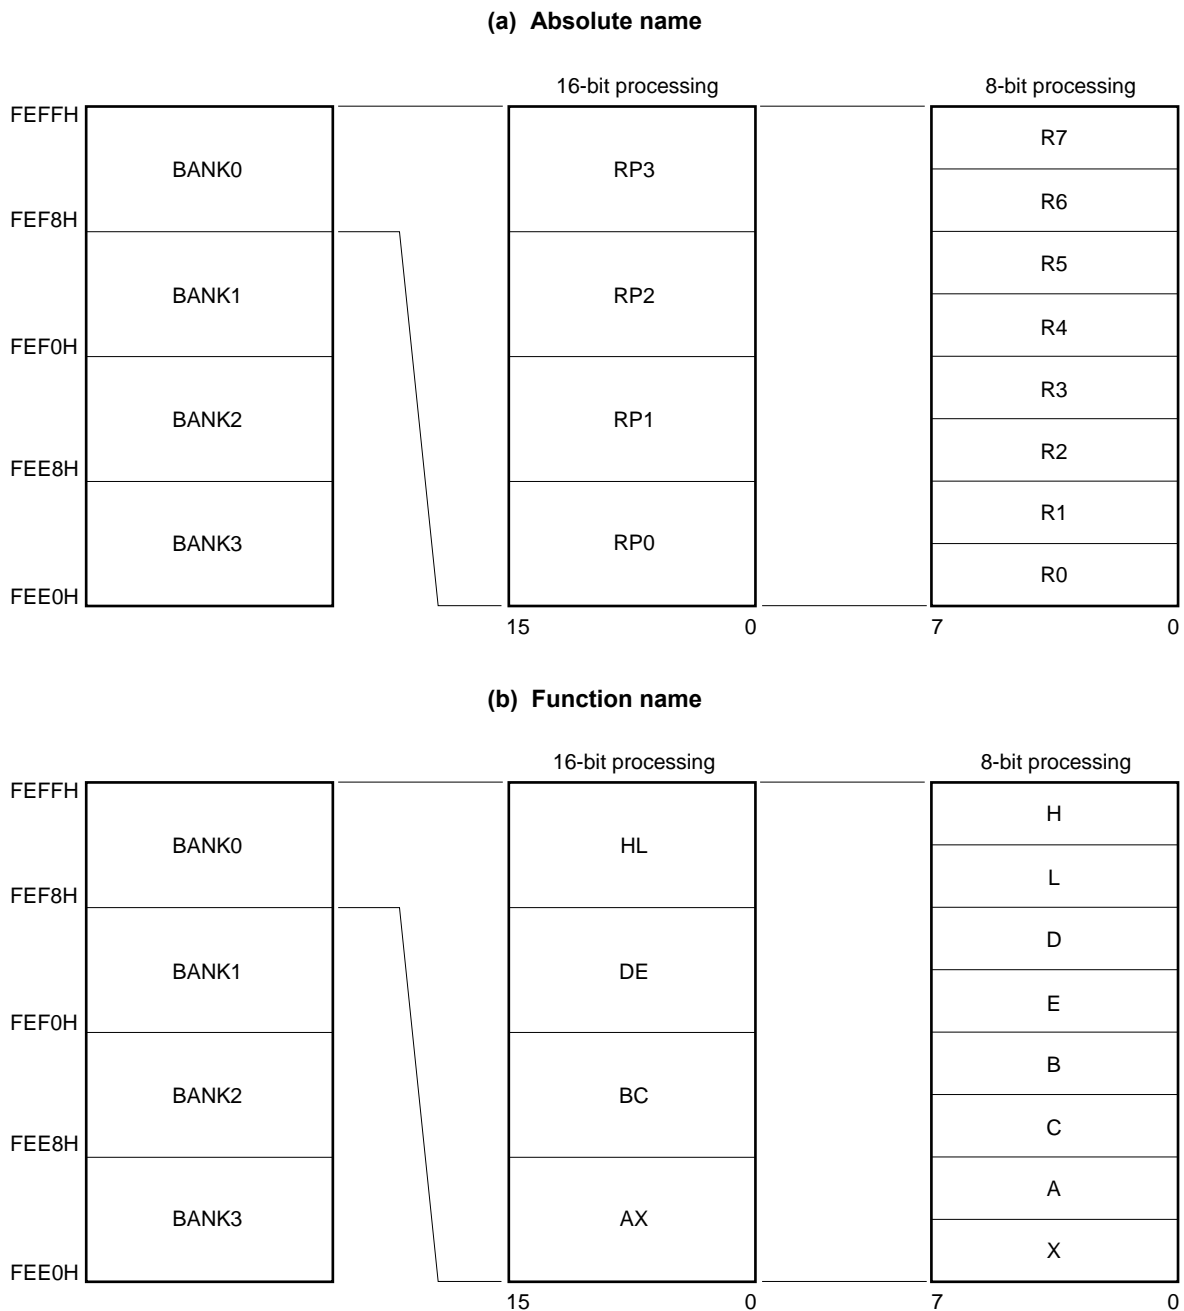 (a) Absolute name
16-bit processing 8-bit processing
FEFFH
R7
BANK0 RP3
R6
FEF8H
R5
BANK1 RP2
R4
FEF0H
R3
BANK2 RP1
R2
FEE8H
R1
BANK3 RP0
R0
FEE0H
15 0 7 0
(b) Function name
16-bit processing 8-bit processing
FEFFH
H
BANK0 HL
L
FEF8H
D
BANK1 DE
E
FEF0H
B
BANK2 BC
C
FEE8H
A
BANK3 AX
X
FEE0H
15 0 7 0